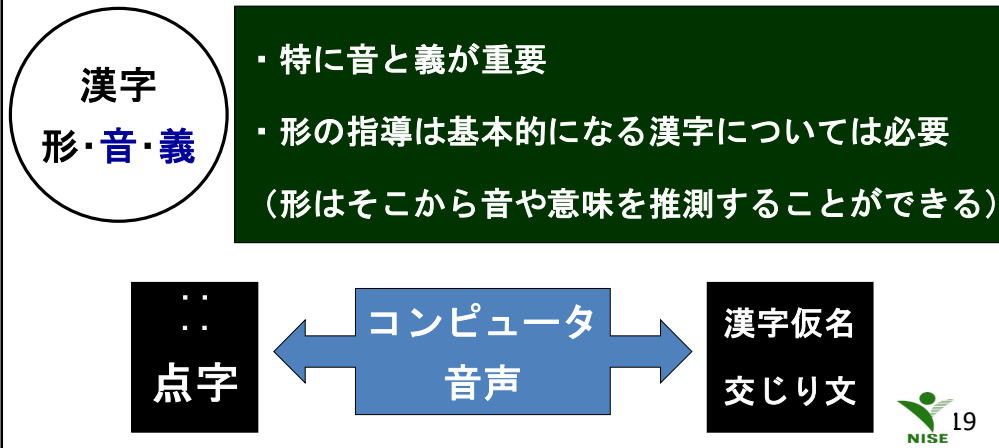 漢字
形・音・義
・特に音と義が重要
・形の指導は基本的になる漢字については必要
（形はそこから音や意味を推測することができる）
点字
コンピュータ
音声
漢字仮名
交じり文
NISE
19